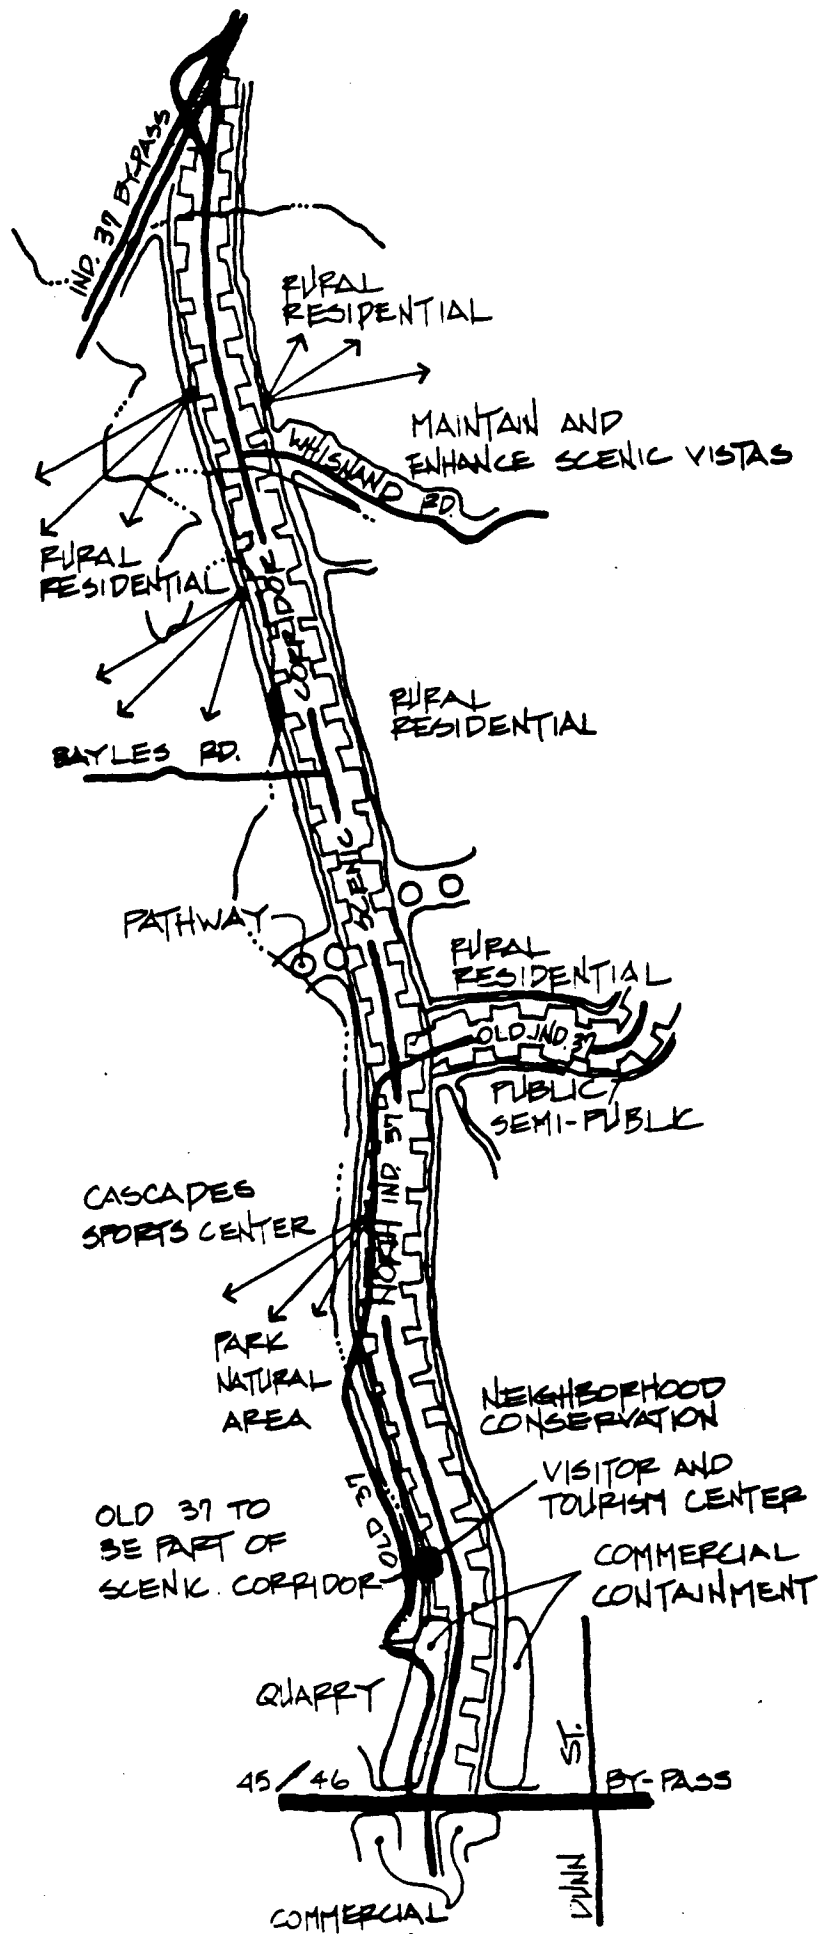 IND. 37 BY-PASS
RURAL
RESIDENTIAL
MAINTAIN AND
ENHANCE SCENIC VISTAS
WHISNAND RD.
RURAL
RESIDENTIAL
RURAL
RESIDENTIAL
BAYLES RD.
SCENIC CORRIDOR
PATHWAY
RURAL
RESIDENTIAL
OLD IND. 37
PUBLIC/
SEMI-PUBLIC
NORTH IND. 37
CASCADES
SPORTS CENTER
PARK
NATURAL
AREA
NEIGHBORHOOD
CONSERVATION
VISITOR AND
TOURISM CENTER
OLD 37
OLD 37 TO
BE PART OF
SCENIC CORRIDOR
COMMERCIAL
CONTAINMENT
QUARRY
45/46 BY-PASS
DUNN ST.
COMMERCIAL